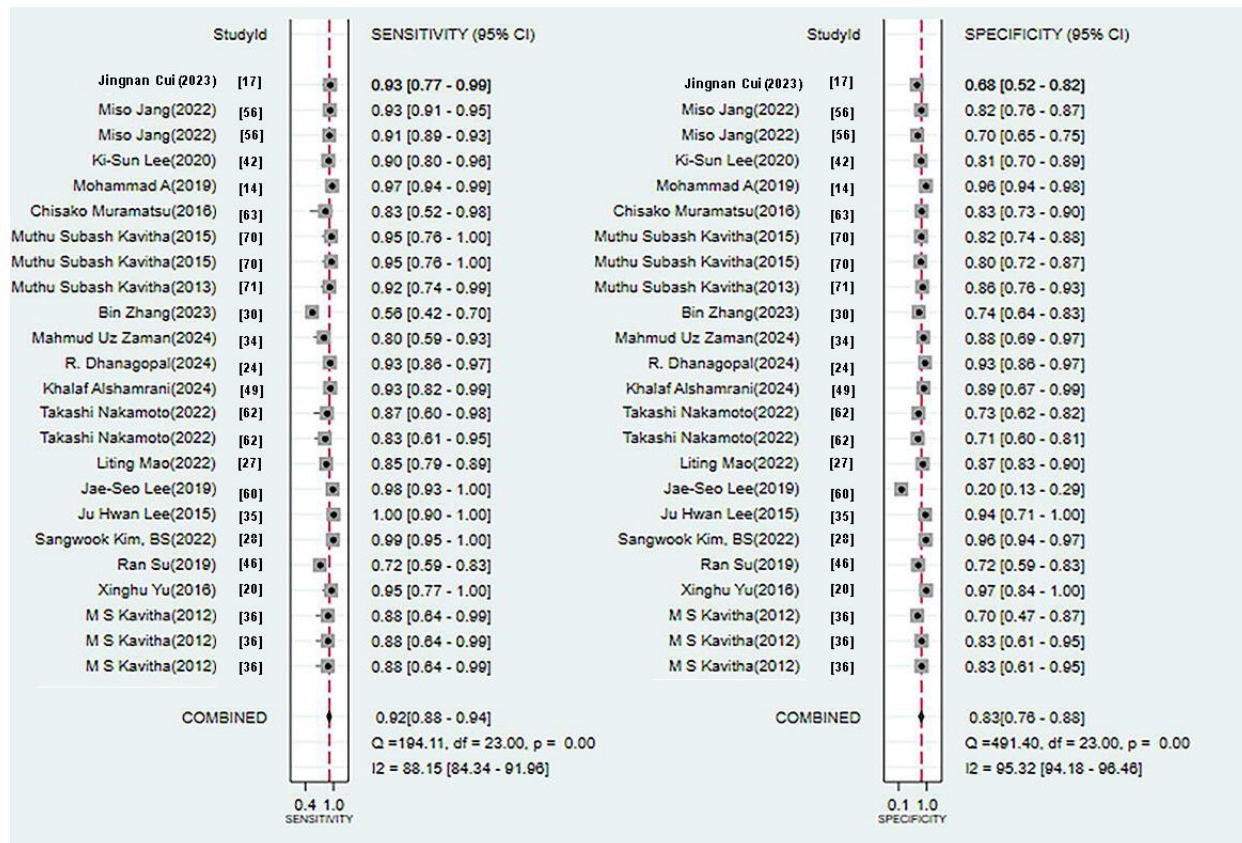 StudyId SENSITIVITY (95% CI)
Jingnan Cui (2023) [17] 0.93 [0.77 - 0.99]
Miso Jang(2022) [56] 0.93 [0.91 - 0.95]
Miso Jang(2022) [56] 0.91 [0.89 - 0.93]
Ki-Sun Lee(2020) [42] 0.90 [0.80 - 0.96]
Mohammad A(2019) [14] 0.97 [0.94 - 0.99]
Chisako Muramatsu(2016) [63] 0.83 [0.52 - 0.98]
Muthu Subash Kavitha(2015) [70] 0.95 [0.76 - 1.00]
Muthu Subash Kavitha(2015) [70] 0.95 [0.76 - 1.00]
Muthu Subash Kavitha(2013) [71] 0.92 [0.74 - 0.99]
Bin Zhang(2023) [30] 0.56 [0.42 - 0.70]
Mahmud Uz Zaman(2024) [34] 0.80 [0.59 - 0.93]
R. Dhanagopal(2024) [24] 0.93 [0.86 - 0.97]
Khalaf Alshamrani(2024) [49] 0.93 [0.82 - 0.99]
Takashi Nakamoto(2022) [62] 0.87 [0.60 - 0.98]
Takashi Nakamoto(2022) [62] 0.83 [0.61 - 0.95]
Liting Mao(2022) [27] 0.85 [0.79 - 0.89]
Jae-Seo Lee(2019) [60] 0.98 [0.93 - 1.00]
Ju Hwan Lee(2015) [35] 1.00 [0.90 - 1.00]
Sangwook Kim, BS(2022) [28] 0.99 [0.95 - 1.00]
Ran Su(2019) [46] 0.72 [0.59 - 0.83]
Xinghu Yu(2016) [20] 0.95 [0.77 - 1.00]
M S Kavitha(2012) [36] 0.88 [0.64 - 0.99]
M S Kavitha(2012) [36] 0.88 [0.64 - 0.99]
M S Kavitha(2012) [36] 0.88 [0.64 - 0.99]
COMBINED 0.92[0.88 - 0.94]
Q =194.11, df = 23.00, p = 0.00
I2 = 88.15 [84.34 - 91.96]
0.4 1.0
SENSITIVITY
StudyId SPECIFICITY (95% CI)
Jingnan Cui (2023) [17] 0.68 [0.52 - 0.82]
Miso Jang(2022) [56] 0.82 [0.76 - 0.87]
Miso Jang(2022) [56] 0.70 [0.65 - 0.75]
Ki-Sun Lee(2020) [42] 0.81 [0.70 - 0.89]
Mohammad A(2019) [14] 0.96 [0.94 - 0.98]
Chisako Muramatsu(2016) [63] 0.83 [0.73 - 0.90]
Muthu Subash Kavitha(2015) [70] 0.82 [0.74 - 0.88]
Muthu Subash Kavitha(2015) [70] 0.80 [0.72 - 0.87]
Muthu Subash Kavitha(2013) [71] 0.86 [0.76 - 0.93]
Bin Zhang(2023) [30] 0.74 [0.64 - 0.83]
Mahmud Uz Zaman(2024) [34] 0.88 [0.69 - 0.97]
R. Dhanagopal(2024) [24] 0.93 [0.86 - 0.97]
Khalaf Alshamrani(2024) [49] 0.89 [0.67 - 0.99]
Takashi Nakamoto(2022) [62] 0.73 [0.62 - 0.82]
Takashi Nakamoto(2022) [62] 0.71 [0.60 - 0.81]
Liting Mao(2022) [27] 0.87 [0.83 - 0.90]
Jae-Seo Lee(2019) [60] 0.20 [0.13 - 0.29]
Ju Hwan Lee(2015) [35] 0.94 [0.71 - 1.00]
Sangwook Kim, BS(2022) [28] 0.96 [0.94 - 0.97]
Ran Su(2019) [46] 0.72 [0.59 - 0.83]
Xinghu Yu(2016) [20] 0.97 [0.84 - 1.00]
M S Kavitha(2012) [36] 0.70 [0.47 - 0.87]
M S Kavitha(2012) [36] 0.83 [0.61 - 0.95]
M S Kavitha(2012) [36] 0.83 [0.61 - 0.95]
COMBINED 0.83[0.76 - 0.88]
Q =491.40, df = 23.00, p = 0.00
I2 = 95.32 [94.18 - 96.46]
0.1 1.0
SPECIFICITY